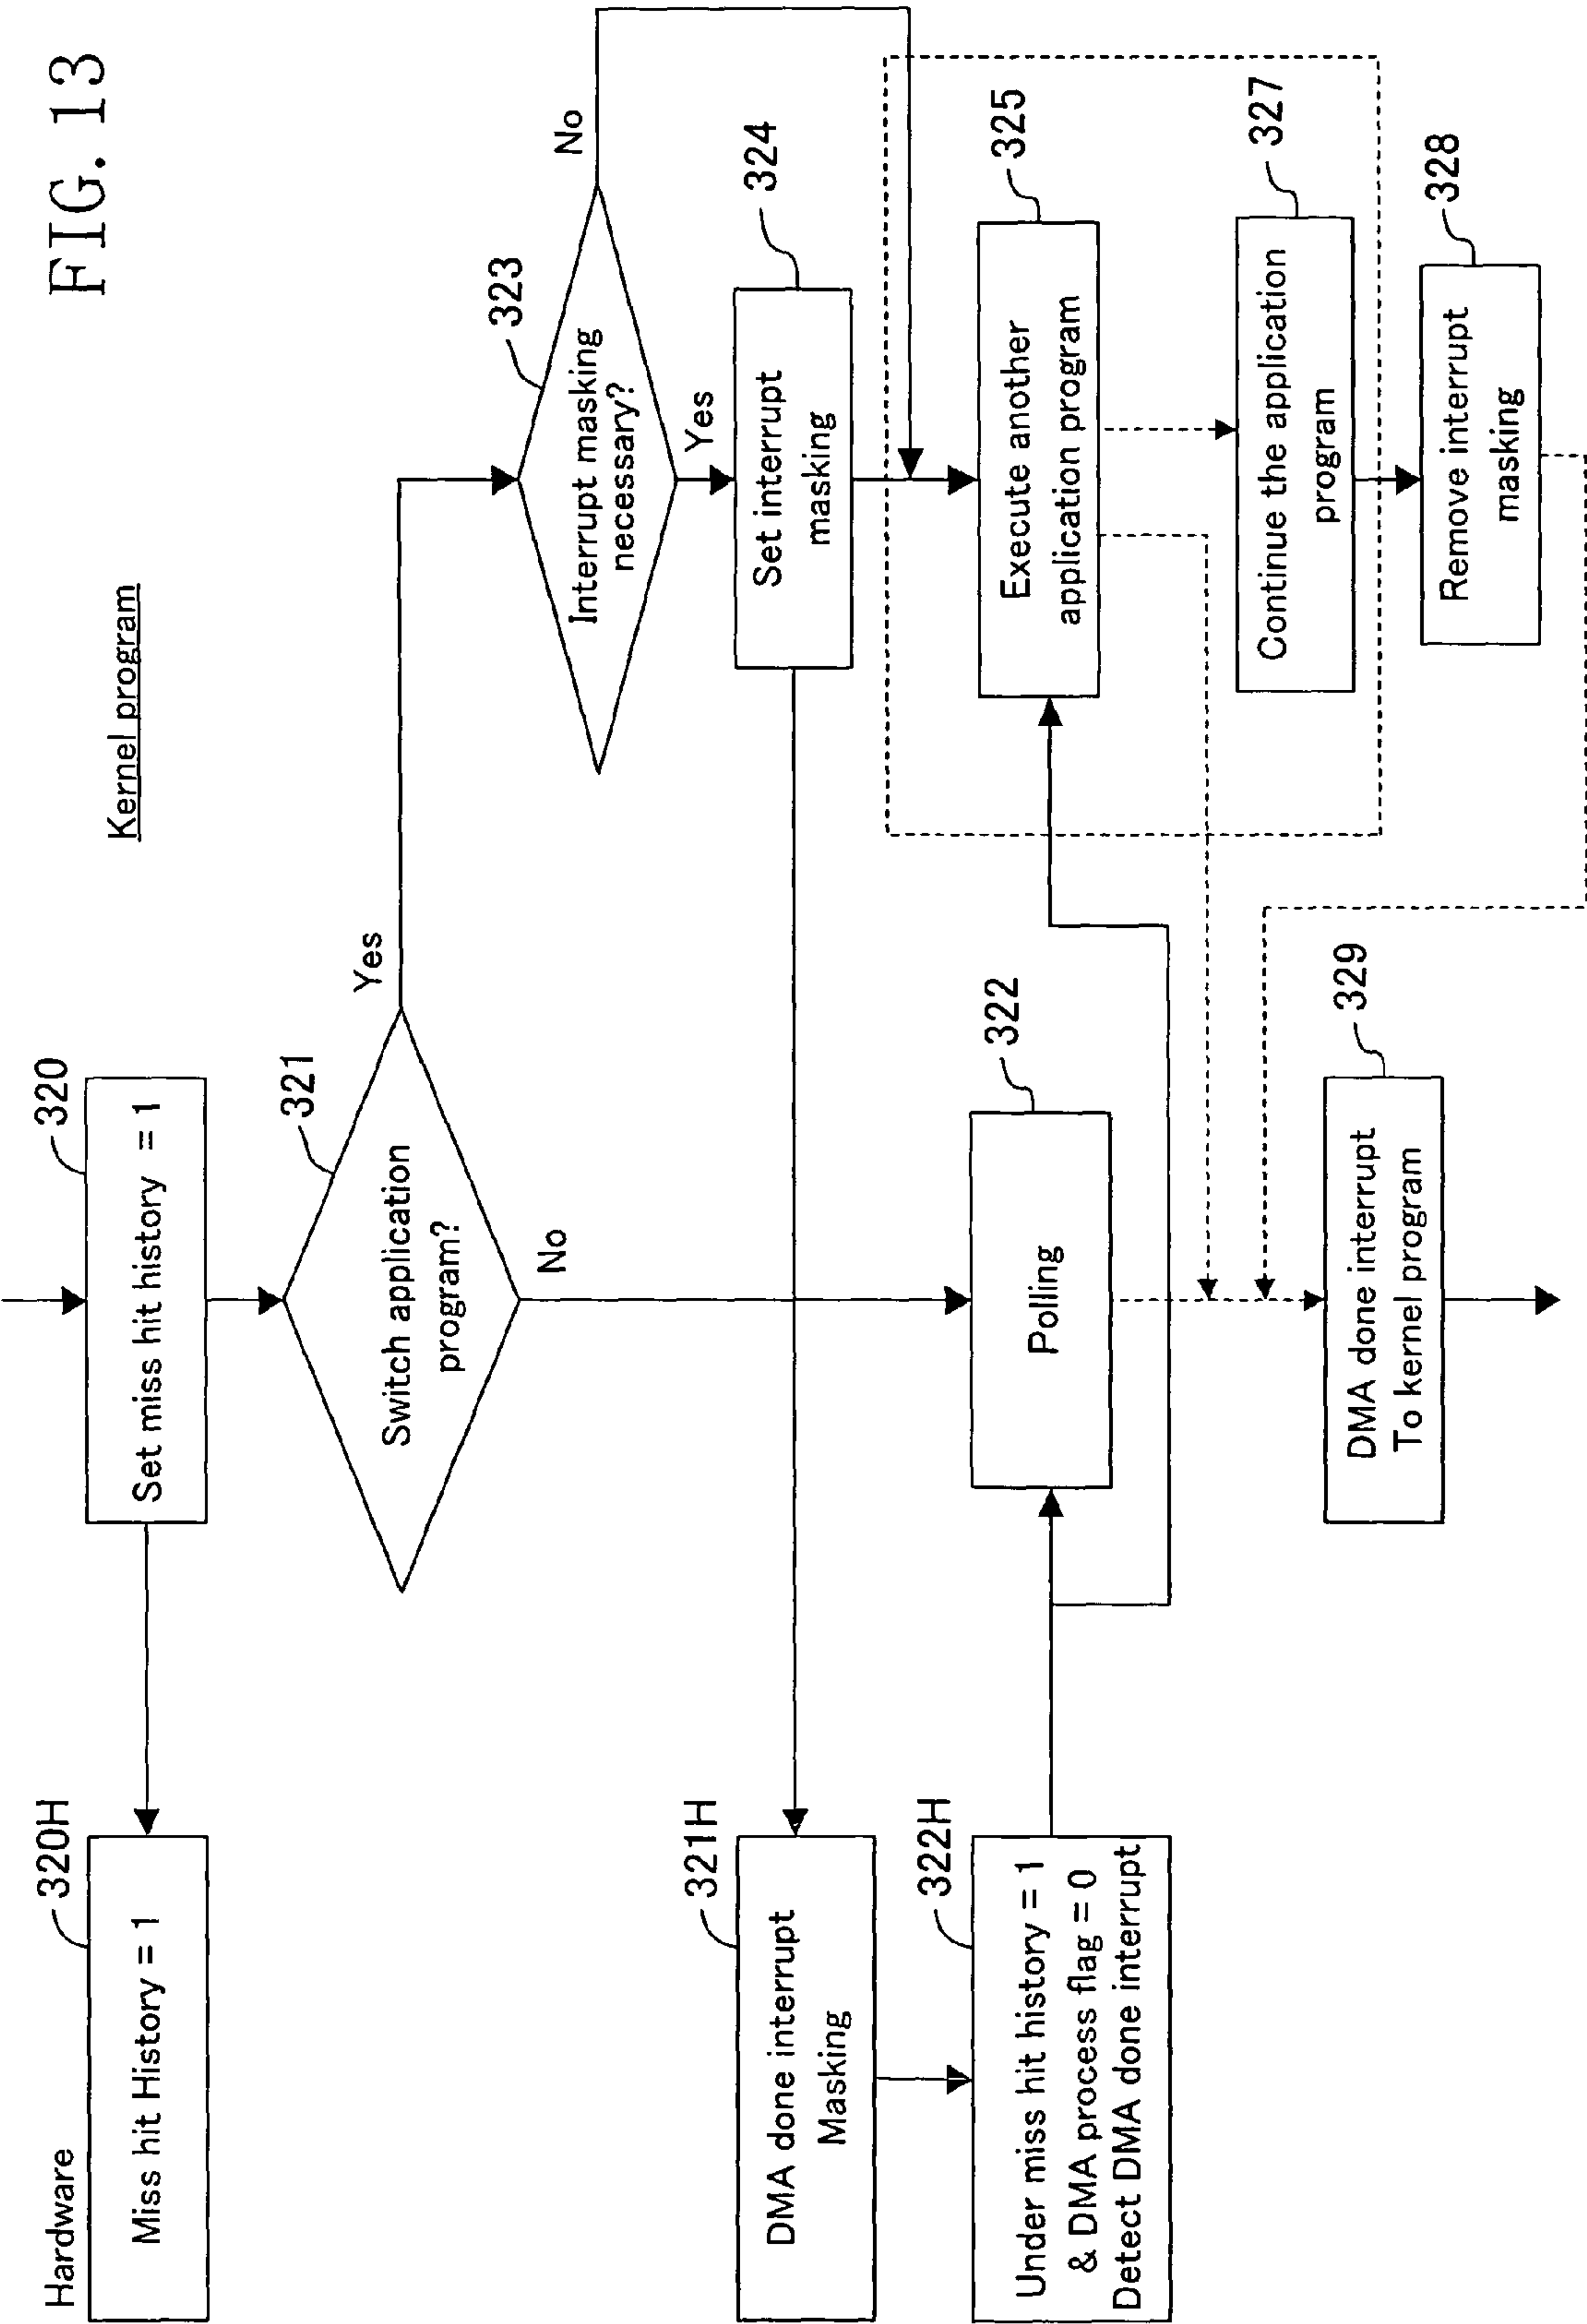 FIG. 13
Hardware
Kernel program
320H
Miss hit History = 1
320
Set miss hit history = 1
321
Switch application
program?
Yes
No
323
Interrupt masking
necessary?
No
Yes
324
Set interrupt
masking
321H
DMA done interrupt
Masking
322H
Under miss hit history = 1
& DMA process flag = 0
Detect DMA done interrupt
322
Polling
325
Execute another
application program
327
Continue the application
program
328
Remove interrupt
masking
329
DMA done interrupt
To kernel program